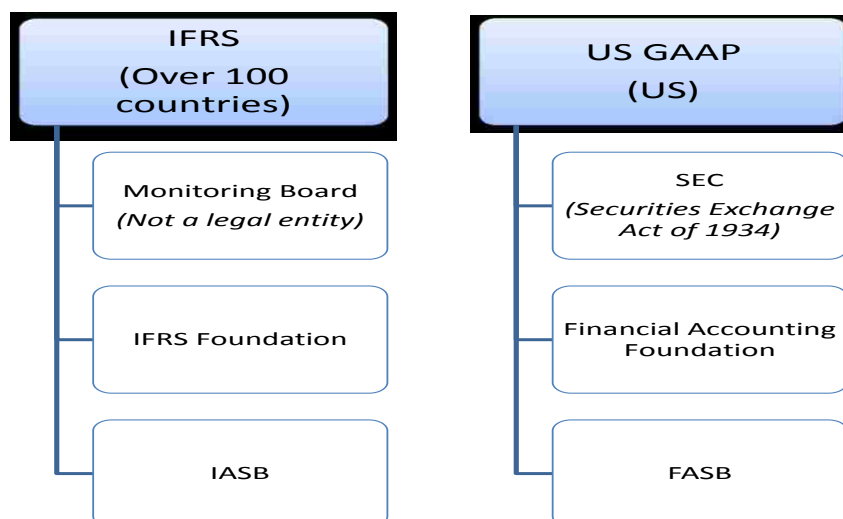 IFRS
(Over 100
countries)
Monitoring Board
(Not a legal entity)
IFRS Foundation
IASB
US GAAP
(US)
SEC
(Securities Exchange
Act of 1934)
Financial Accounting
Foundation
FASB